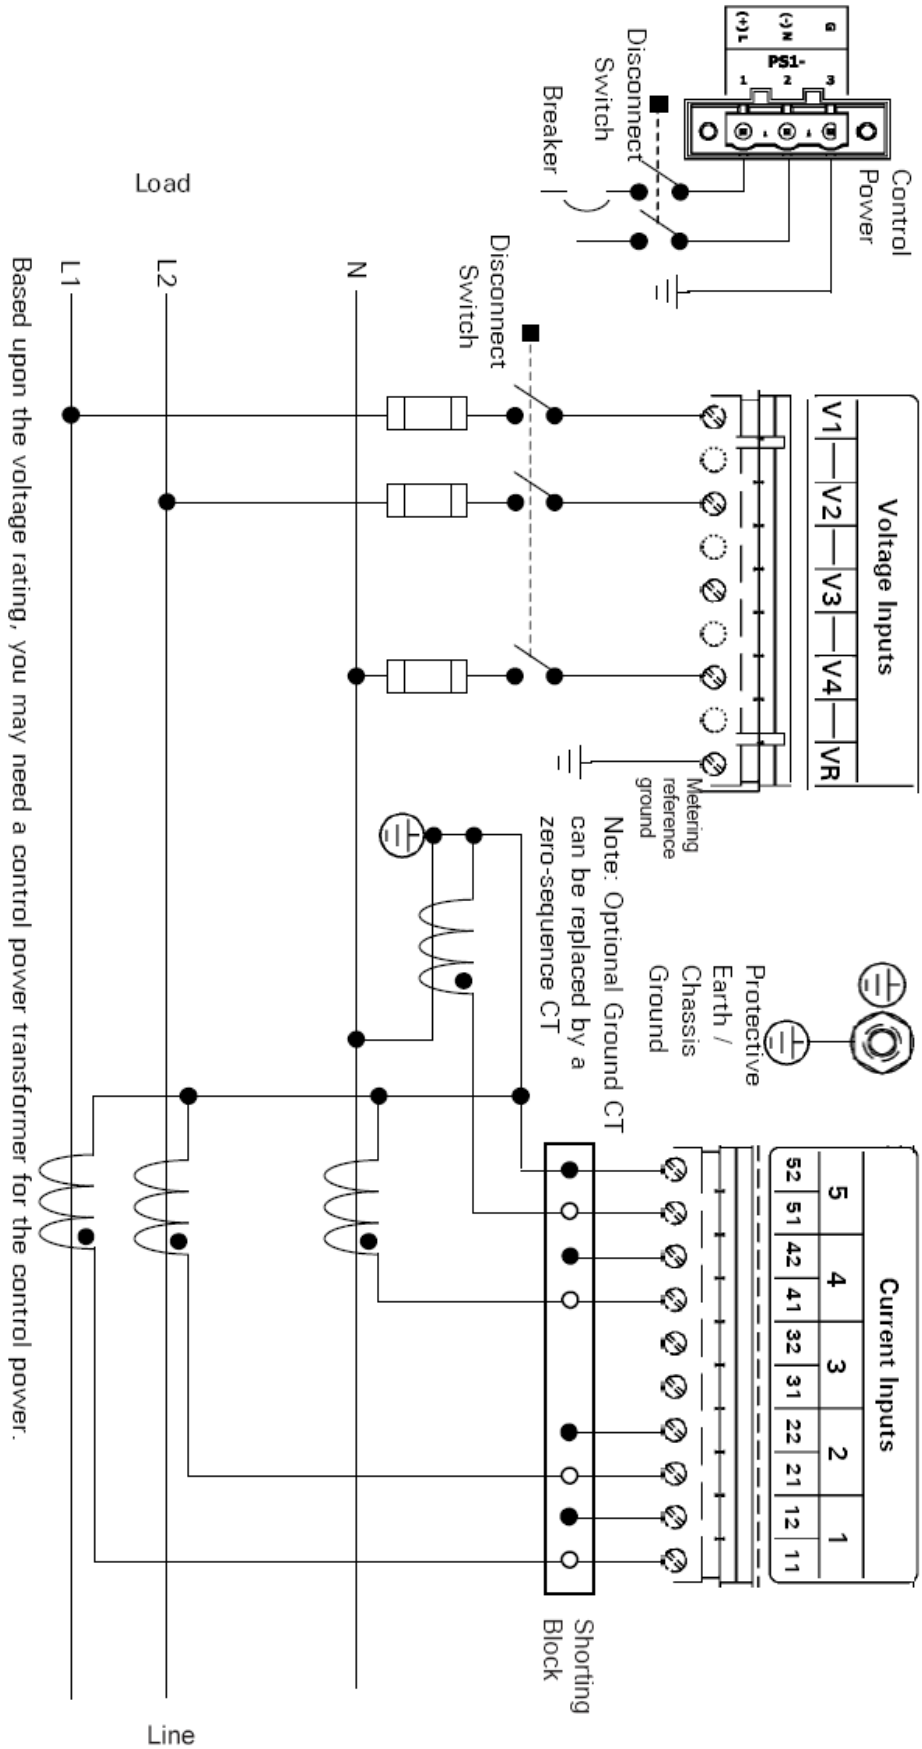 (+) L
(-) N
G
PS1-
1 2 3
Control
Power
Disconnect
Switch
Breaker
Load
Disconnect
Switch
L1
L2
N
Voltage Inputs
V1 V2 V3 V4 VR
Metering
reference
ground
Note: Optional Ground CT
can be replaced by a
zero-sequence CT
Protective
Earth /
Chassis
Ground
Current Inputs
5 4 3 2 1
52 51 42 41 32 31 22 21 12 11
Shorting
Block
Line
Based upon the voltage rating, you may need a control power transformer for the control power.